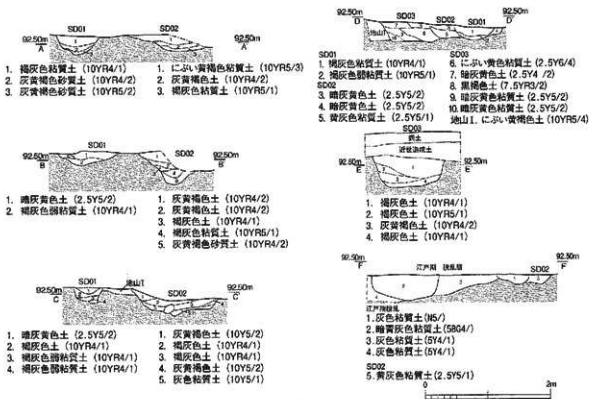 SD01 SD02
92.50m 92.50m
A A'
1. 褐灰色粘質土 (10YR4/1)
2. 灰黄褐色砂質土 (10YR4/2)
3. 灰黄褐色砂質土 (10YR5/2)
1. にぶい黄褐色粘質土 (10YR5/3)
2. 灰黄褐色土 (10YR4/2)
3. 褐灰色粘質土 (10YR5/1)
SD01 SD02
92.50m 92.50m
B B'
1. 暗灰黄色土 (2.5Y5/2)
2. 褐灰色弱粘質土 (10YR4/1)
1. 灰黄褐色土 (10YR4/2)
2. 灰黄褐色土 (10YR4/2)
3. 褐灰色土 (10YR4/1)
4. 褐灰色粘質土 (10YR5/1)
5. 灰黄褐色砂質土 (10YR4/2)
SD01 地山I SD02
92.50m 92.50m
C C'
1. 暗灰黄色土 (2.5Y5/2)
2. 褐灰色土 (10YR4/1)
3. 褐灰色弱粘質土 (10YR4/1)
4. 褐灰色弱粘質土 (10YR4/1)
1. 灰黄褐色土 (10Y5/2)
2. 褐灰色土 (10YR4/1)
3. 褐灰色土 (10YR4/1)
4. 灰黄褐色土 (10Y5/2)
5. 灰色粘質土 (10Y5/1)
92.50m 92.50m
D SD03 SD02 SD01 D'
地山I
SD01
1. 褐灰色粘質土 (10YR4/1)
2. 褐灰色弱粘質土 (10YR5/1)
SD02
3. 暗灰黄色土 (2.5Y5/2)
4. 暗灰黄色土 (2.5Y5/2)
5. 黄灰色粘質土 (2.5Y5/1)
SD03
6. にぶい黄色粘質土 (2.5Y6/4)
7. 暗灰黄色土 (2.5Y4/2)
8. 黒褐色土 (7.5YR3/2)
9. 暗灰黄色粘質土 (2.5Y5/2)
10. 暗灰黄色粘質土 (2.5Y5/2)
地山I. にぶい黄褐色土 (10YR5/4)
SD03
92.50m 92.50m
E E'
1. 褐灰色土 (10YR4/1)
2. 褐灰色土 (10YR5/1)
3. 灰黄褐色土 (10YR4/2)
4. 褐灰色土 (10YR4/1)
92.50m 92.50m
F 江戸期 SD02 F'
1. 灰色粘質土 (N5/)
2. 暗青灰色粘質土 (5BG4/)
3. 灰色粘質土 (5Y4/1)
4. 灰色粘質土 (5Y4/1)
SD02
5. 黄灰色粘質土 (2.5Y5/1)
0 2m